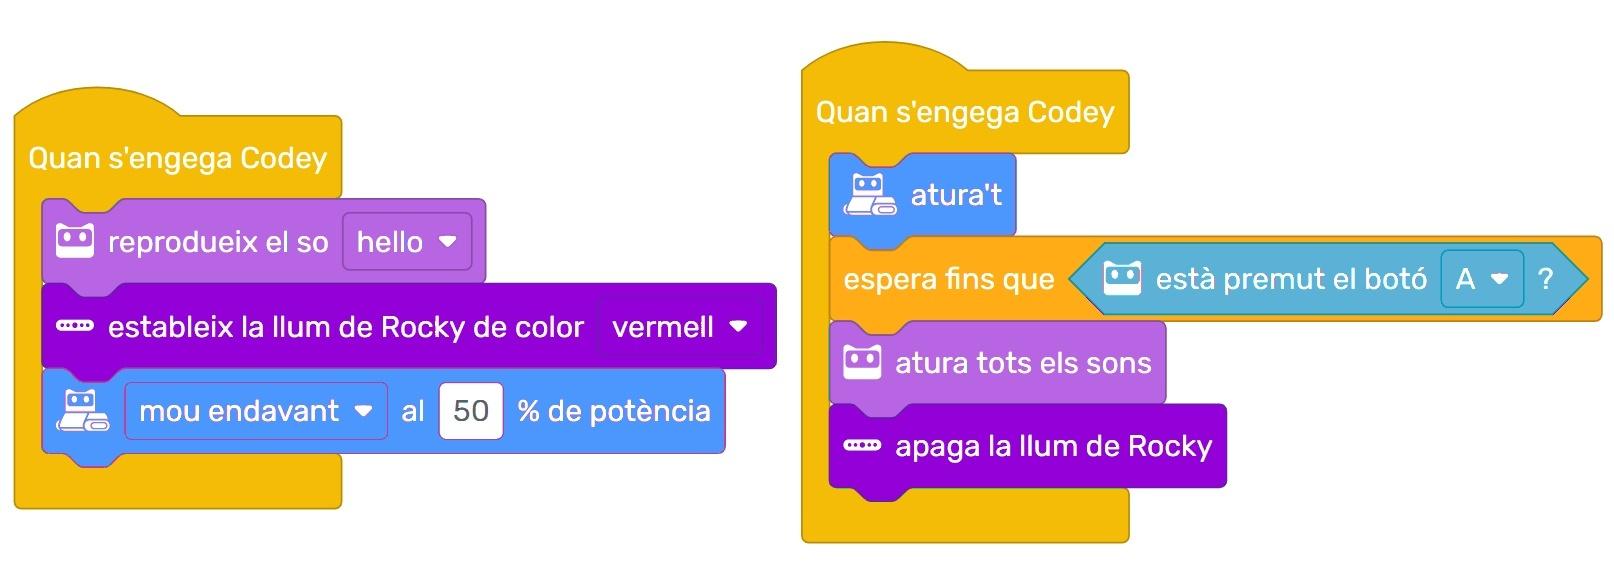 Quan s'engega Codey
reprodueix el so hello
estableix la llum de Rocky de color vermell
mou endavant al 50 % de potència
Quan s'engega Codey
atura't
espera fins que està premut el botó A ?
atura tots els sons
apaga la llum de Rocky